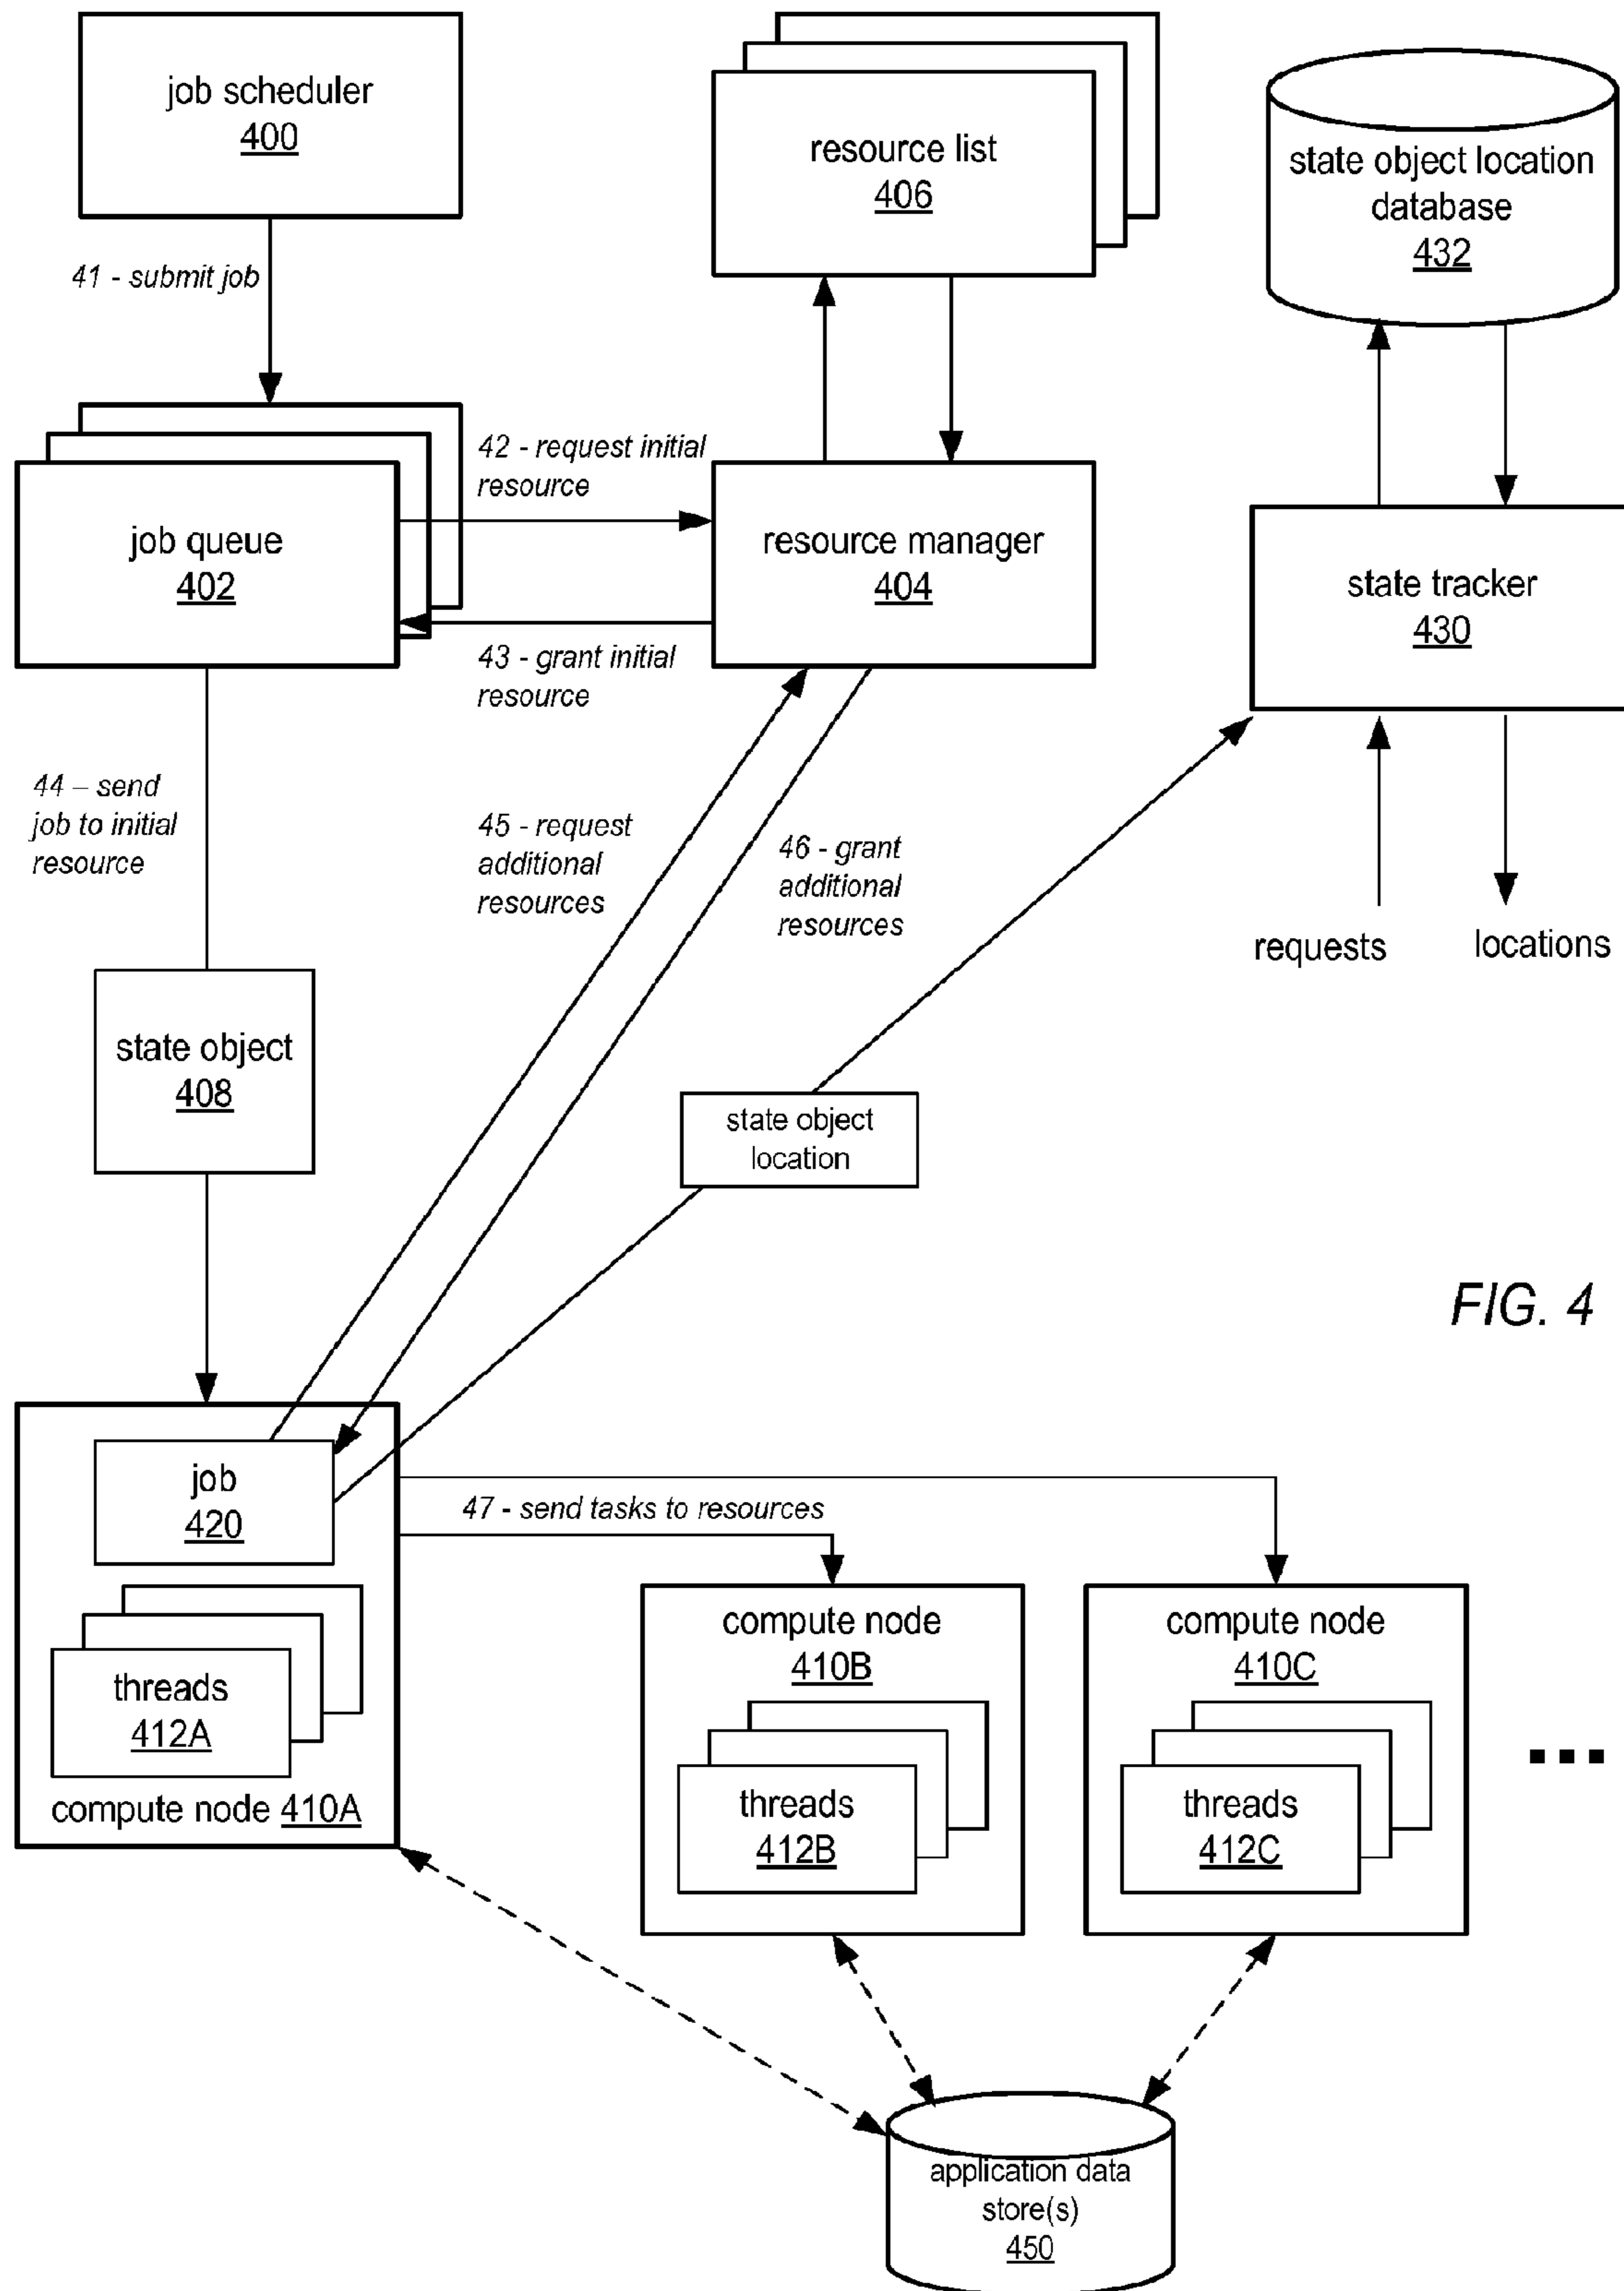 job scheduler
400
resource list
406
state object location
database
432
41 - submit job
42 - request initial
resource
job queue
402
resource manager
404
state tracker
430
43 - grant initial
resource
44 – send
job to initial
resource
45 - request
additional
resources
46 - grant
additional
resources
requests
locations
state object
408
state object
location
FIG. 4
job
420
47 - send tasks to resources
threads
412A
compute node 410A
compute node
410B
threads
412B
compute node
410C
threads
412C
application data
store(s)
450